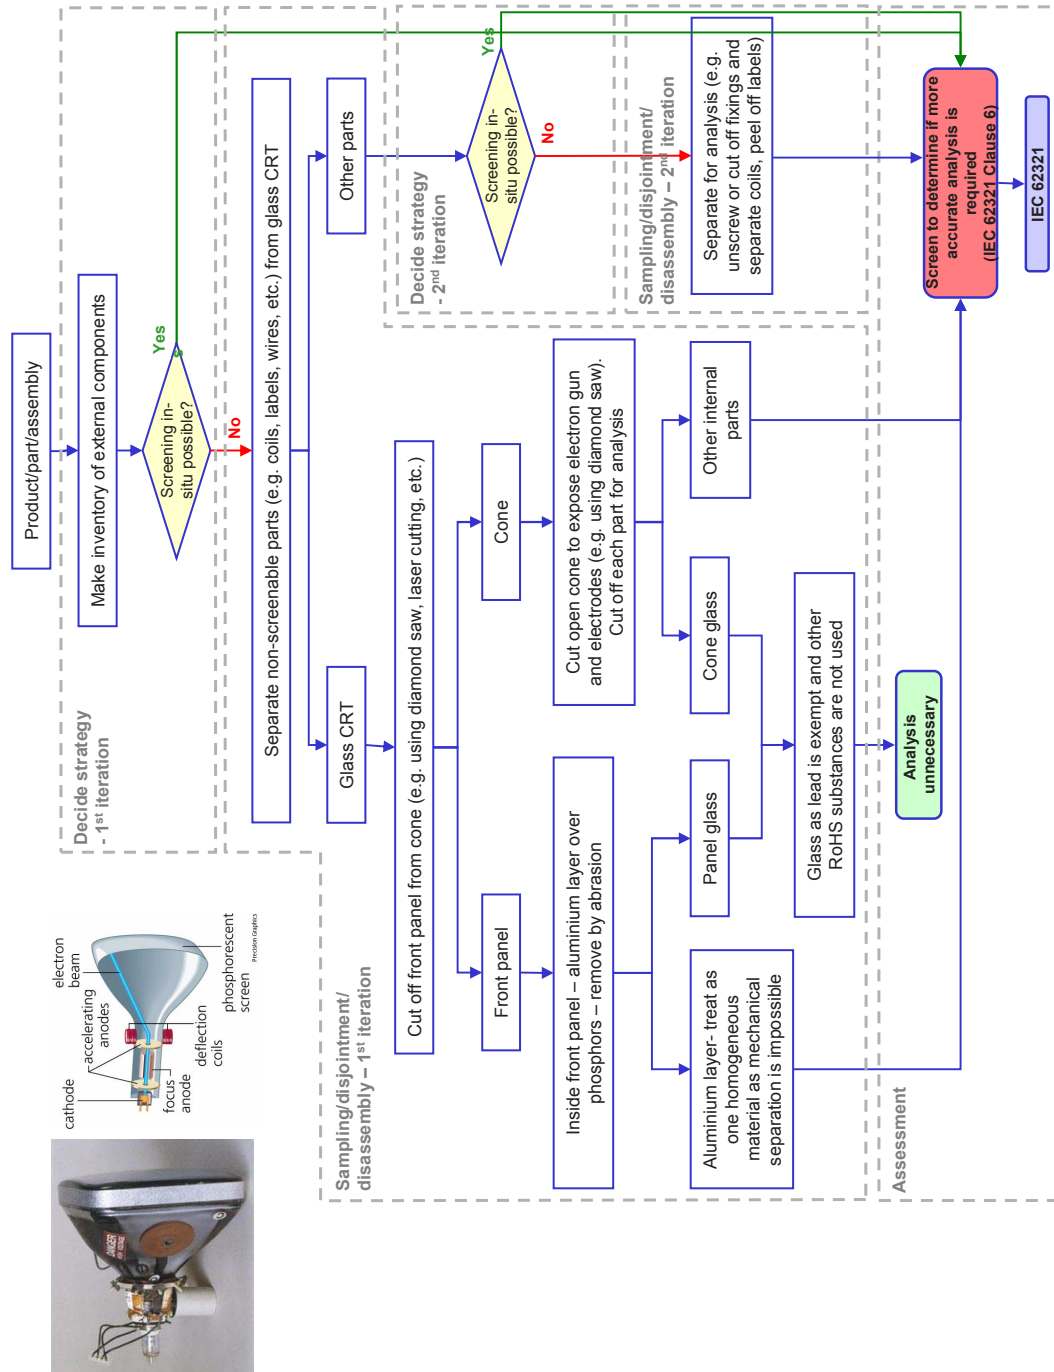 Product/part/assembly
Decide strategy
- 1st iteration
Make inventory of external components
Screening in-
situ possible?
Yes
s
No
Sampling/disjointment/
disassembly – 1st iteration
Separate non-screenable parts (e.g. coils, labels, wires, etc.) from glass CRT
Glass CRT
Other parts
Cut off front panel from cone (e.g. using diamond saw, laser cutting, etc.)
Front panel
Cone
Inside front panel – aluminium layer over
phosphors – remove by abrasion
Cut open cone to expose electron gun
and electrodes (e.g. using diamond saw).
Cut off each part for analysis
Aluminium layer- treat as
one homogeneous
material as mechanical
separation is impossible
Panel glass
Cone glass
Other internal
parts
Glass as lead is exempt and other
RoHS substances are not used
Decide strategy
- 2nd iteration
Screening in-
situ possible?
Yes
No
Sampling/disjointment/
disassembly – 2nd iteration
Separate for analysis (e.g.
unscrew or cut off fixings and
separate coils, peel off labels)
Assessment
Analysis
unnecessary
Screen to determine if more
accurate analysis is
required
(IEC 62321 Clause 6)
IEC 62321
cathode
accelerating
anodes
electron
beam
focus
anode
deflection
coils
phosphorescent
screen
Precision Graphics
DANGER